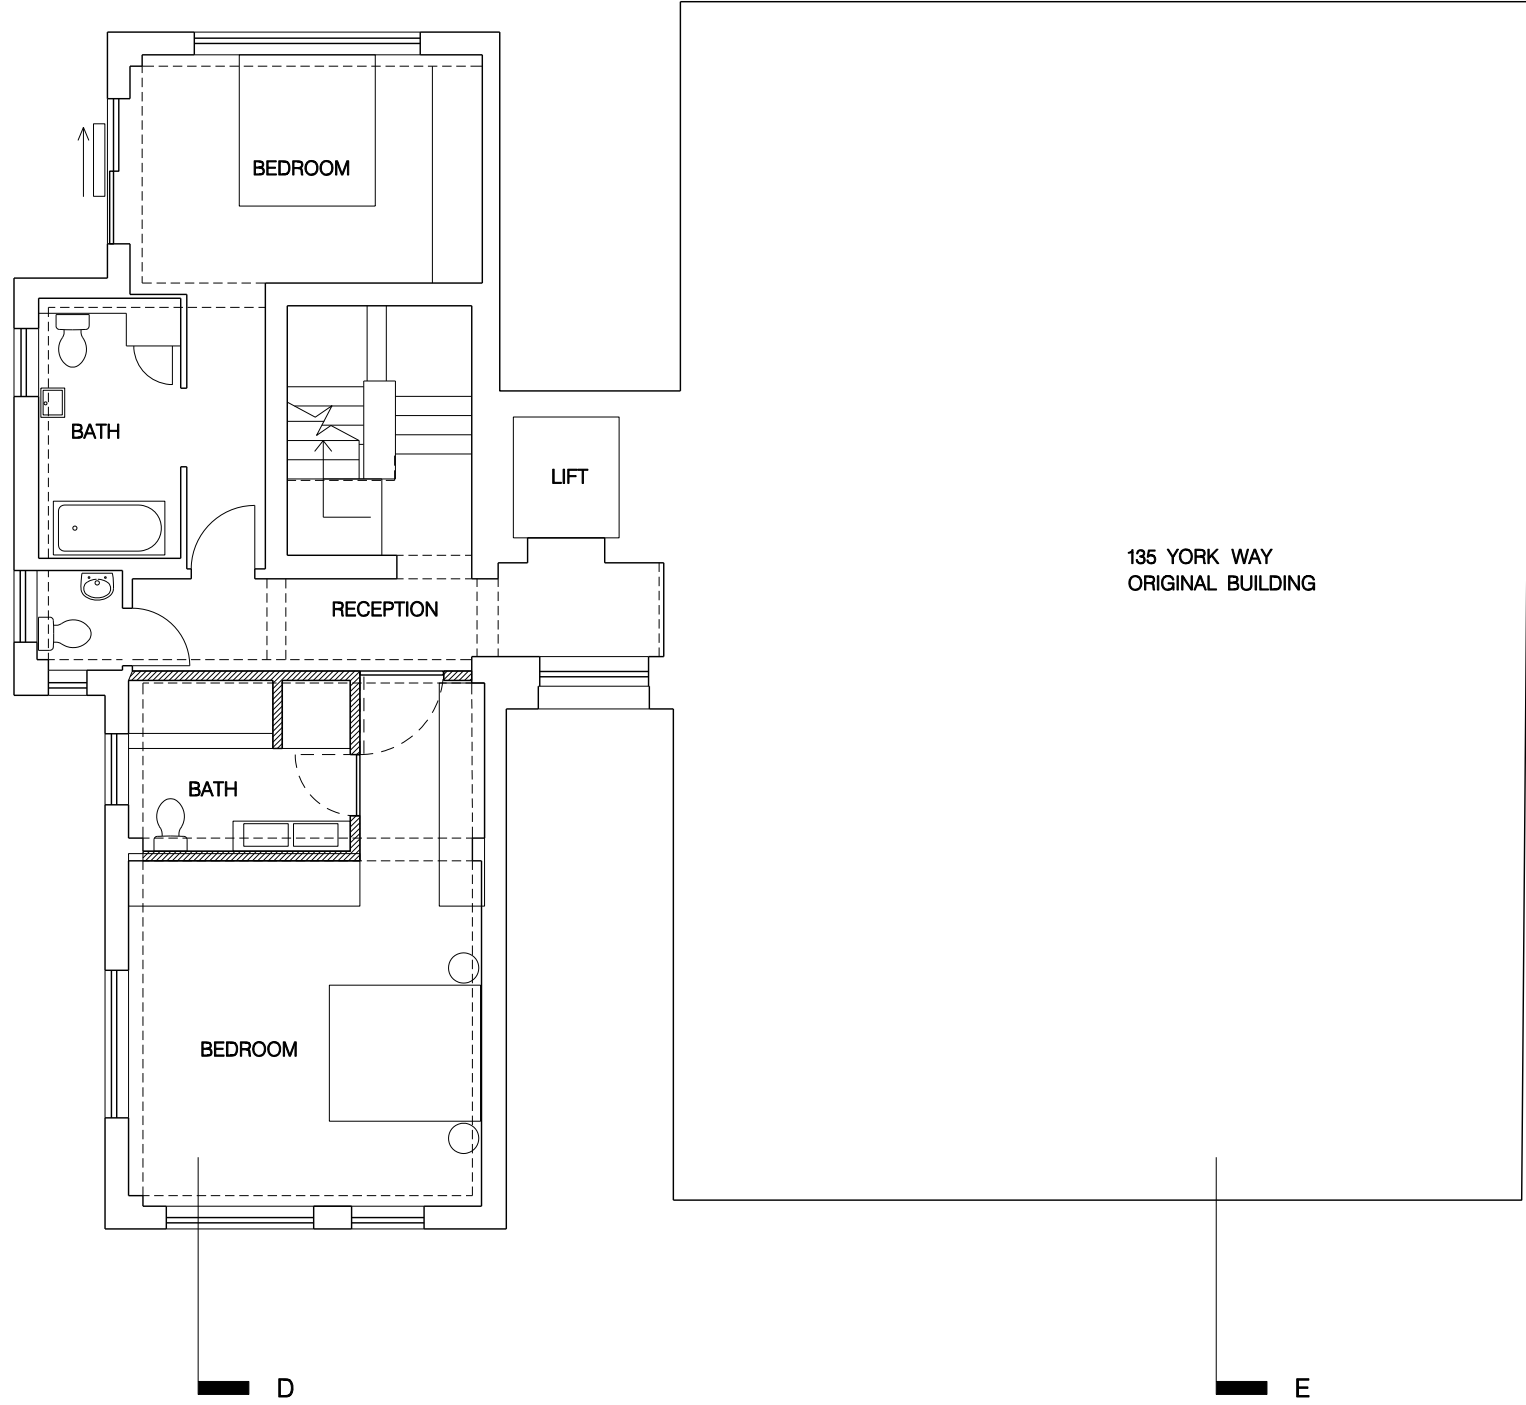 BEDROOM
BATH
LIFT
135 YORK WAY
ORIGINAL BUILDING
RECEPTION
BATH
BEDROOM
D
E